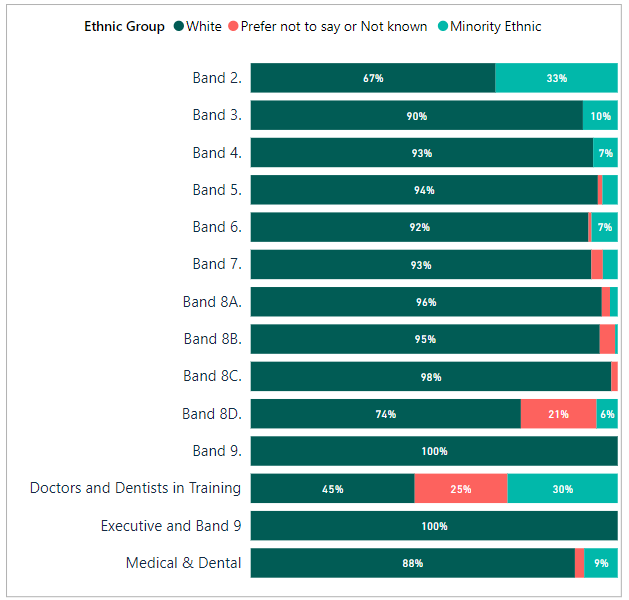 Ethnic Group White Prefer not to say or Not known Minority Ethnic
Band 2. 67% 33%
Band 3. 90% 10%
Band 4. 93% 7%
Band 5. 94%
Band 6. 92% 7%
Band 7. 93%
Band 8A. 96%
Band 8B. 95%
Band 8C. 98%
Band 8D. 74% 21% 6%
Band 9. 100%
Doctors and Dentists in Training 45% 25% 30%
Executive and Band 9 100%
Medical & Dental 88% 9%